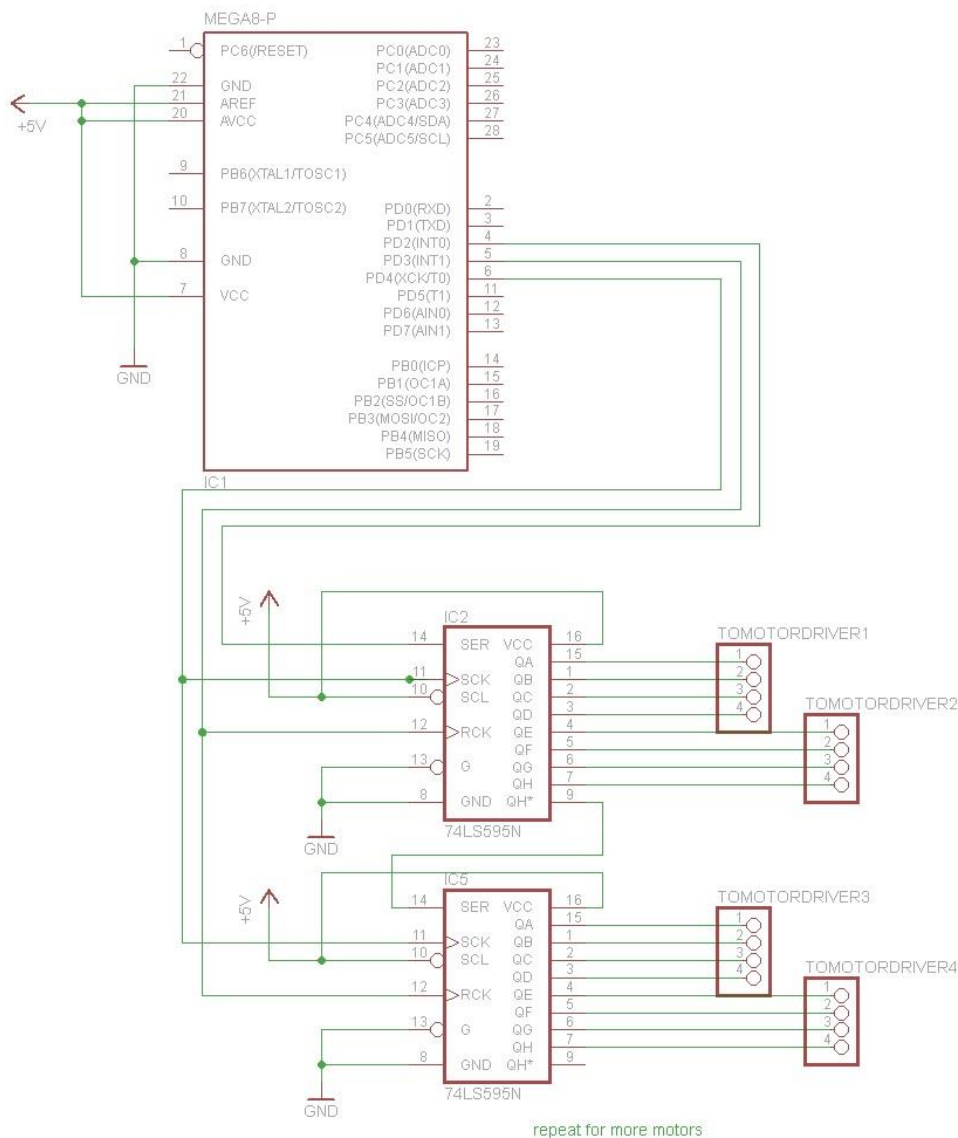 MEGA8-P
1 PC6(/RESET) PC0(ADC0) 23
PC1(ADC1) 24
22 GND PC2(ADC2) 25
21 AREF PC3(ADC3) 26
20 AVCC PC4(ADC4/SDA) 27
+5V
PC5(ADC5/SCL) 28
9 PB6(XTAL1/TOSC1)
10 PB7(XTAL2/TOSC2) PD0(RXD) 2
PD1(TXD) 3
PD2(INT0) 4
8 GND PD3(INT1) 5
PD4(XCK/T0) 6
7 VCC PD5(T1) 11
PD6(AIN0) 12
PD7(AIN1) 13
PB0(ICP) 14
GND
PB1(OC1A) 15
PB2(SS/OC1B) 16
PB3(MOSI/OC2) 17
PB4(MISO) 18
PB5(SCK) 19
IC1
+5V
IC2
14 SER VCC 16
QA 15
11 SCK QB 1
10 SCL QC 2
QD 3
12 RCK QE 4
QF 5
13 G QG 6
QH 7
8 GND QH* 9
74LS595N
GND
TOMOTORDRIVER1
1
2
3
4
TOMOTORDRIVER2
1
2
3
4
+5V
IC5
14 SER VCC 16
QA 15
11 SCK QB 1
10 SCL QC 2
QD 3
12 RCK QE 4
QF 5
13 G QG 6
QH 7
8 GND QH* 9
74LS595N
GND
TOMOTORDRIVER3
1
2
3
4
TOMOTORDRIVER4
1
2
3
4
repeat for more motors